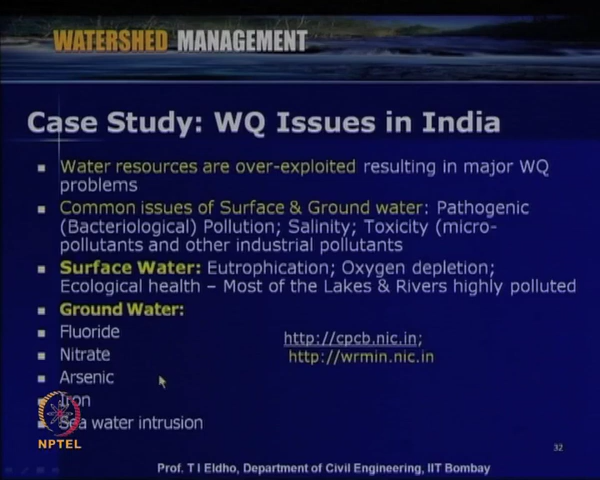 WATERSHED MANAGEMENT
Case Study: WQ Issues in India
Water resources are over-exploited resulting in major WQ
problems
Common issues of Surface & Ground water: Pathogenic
(Bacteriological) Pollution; Salinity; Toxicity (micro-
pollutants and other industrial pollutants
Surface Water: Eutrophication; Oxygen depletion;
Ecological health – Most of the Lakes & Rivers highly polluted
Ground Water:
Fluoride
Nitrate
Arsenic
Iron
Sea water intrusion
http://cpcb.nic.in;
http://wrmin.nic.in
NPTEL
32
Prof. T I Eldho, Department of Civil Engineering, IIT Bombay